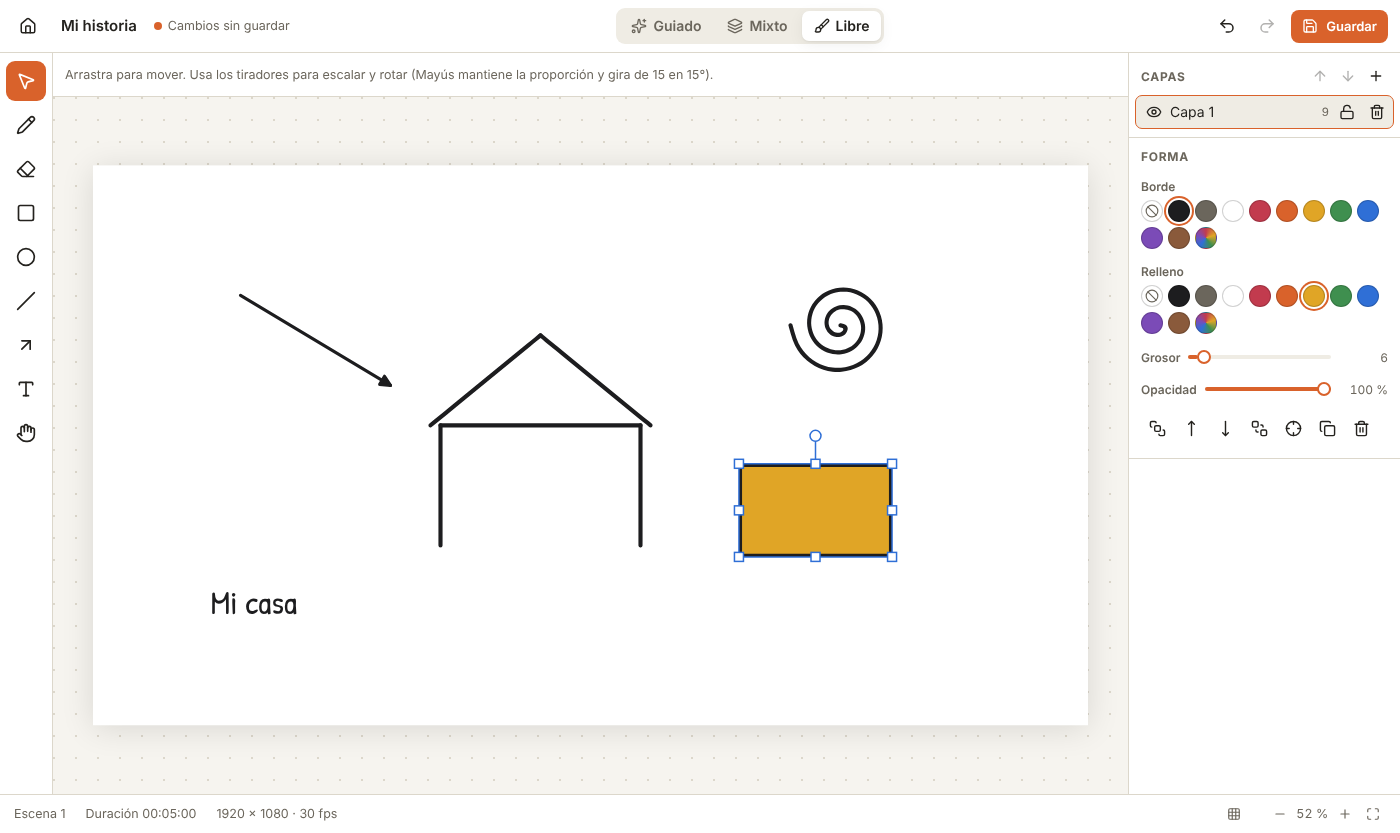 Mi historia
Cambios sin guardar
Guiado
Mixto
Libre
Guardar
Arrastra para mover. Usa los tiradores para escalar y rotar (Mayús mantiene la proporción y gira de 15 en 15°).
CAPAS
Capa 1
9
FORMA
Borde
Relleno
Grosor
6
Opacidad
100 %
Mi casa
Escena 1
Duración 00:05:00
1920 × 1080 · 30 fps
52 %